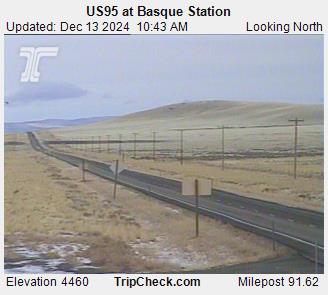 US95 at Basque Station
Updated: Dec 13 2024 10:43 AM Looking North
Elevation 4460 TripCheck.com Milepost 91.62